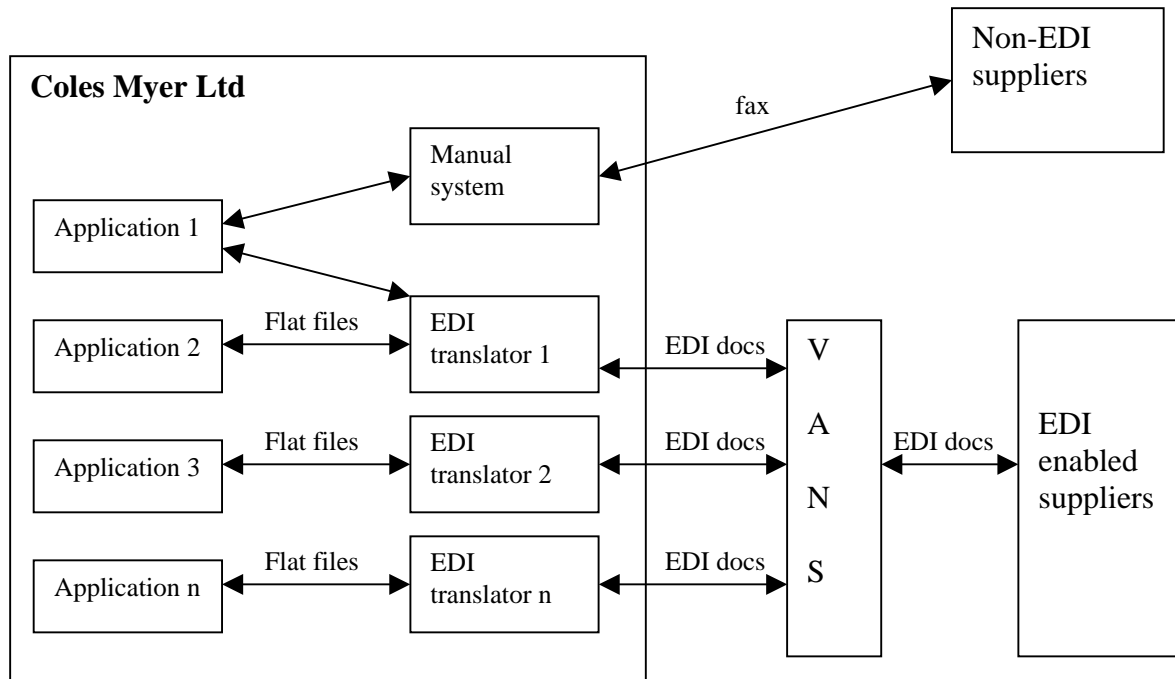 Non-EDI
suppliers
Coles Myer Ltd
fax
Manual
system
Application 1
Flat files
EDI
translator 1
Application 2
EDI docs
V
A
N
S
Flat files
EDI
translator 2
Application 3
EDI docs
EDI docs
EDI
enabled
suppliers
Flat files
EDI
translator n
Application n
EDI docs